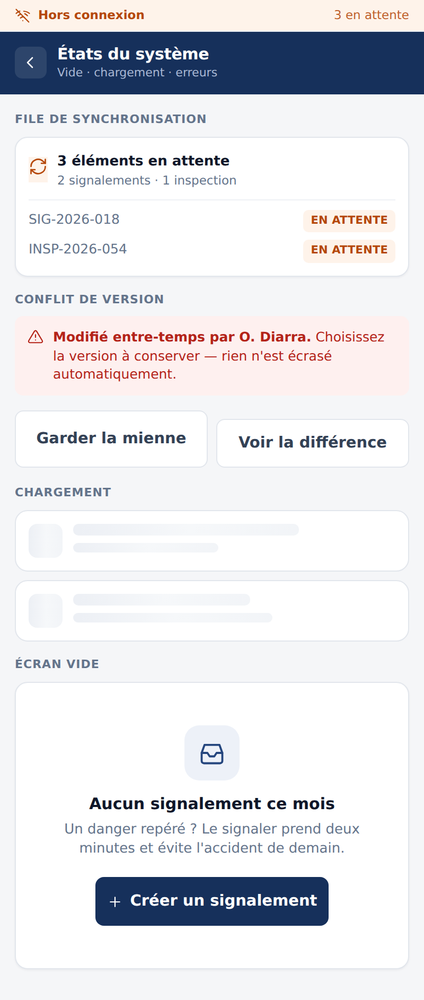 Hors connexion
3 en attente
États du système
Vide · chargement · erreurs
FILE DE SYNCHRONISATION
3 éléments en attente
2 signalements · 1 inspection
SIG-2026-018
EN ATTENTE
INSP-2026-054
EN ATTENTE
CONFLIT DE VERSION
Modifié entre-temps par O. Diarra. Choisissez
la version à conserver — rien n'est écrasé
automatiquement.
Garder la mienne
Voir la différence
CHARGEMENT
ÉCRAN VIDE
Aucun signalement ce mois
Un danger repéré ? Le signaler prend deux
minutes et évite l'accident de demain.
Créer un signalement